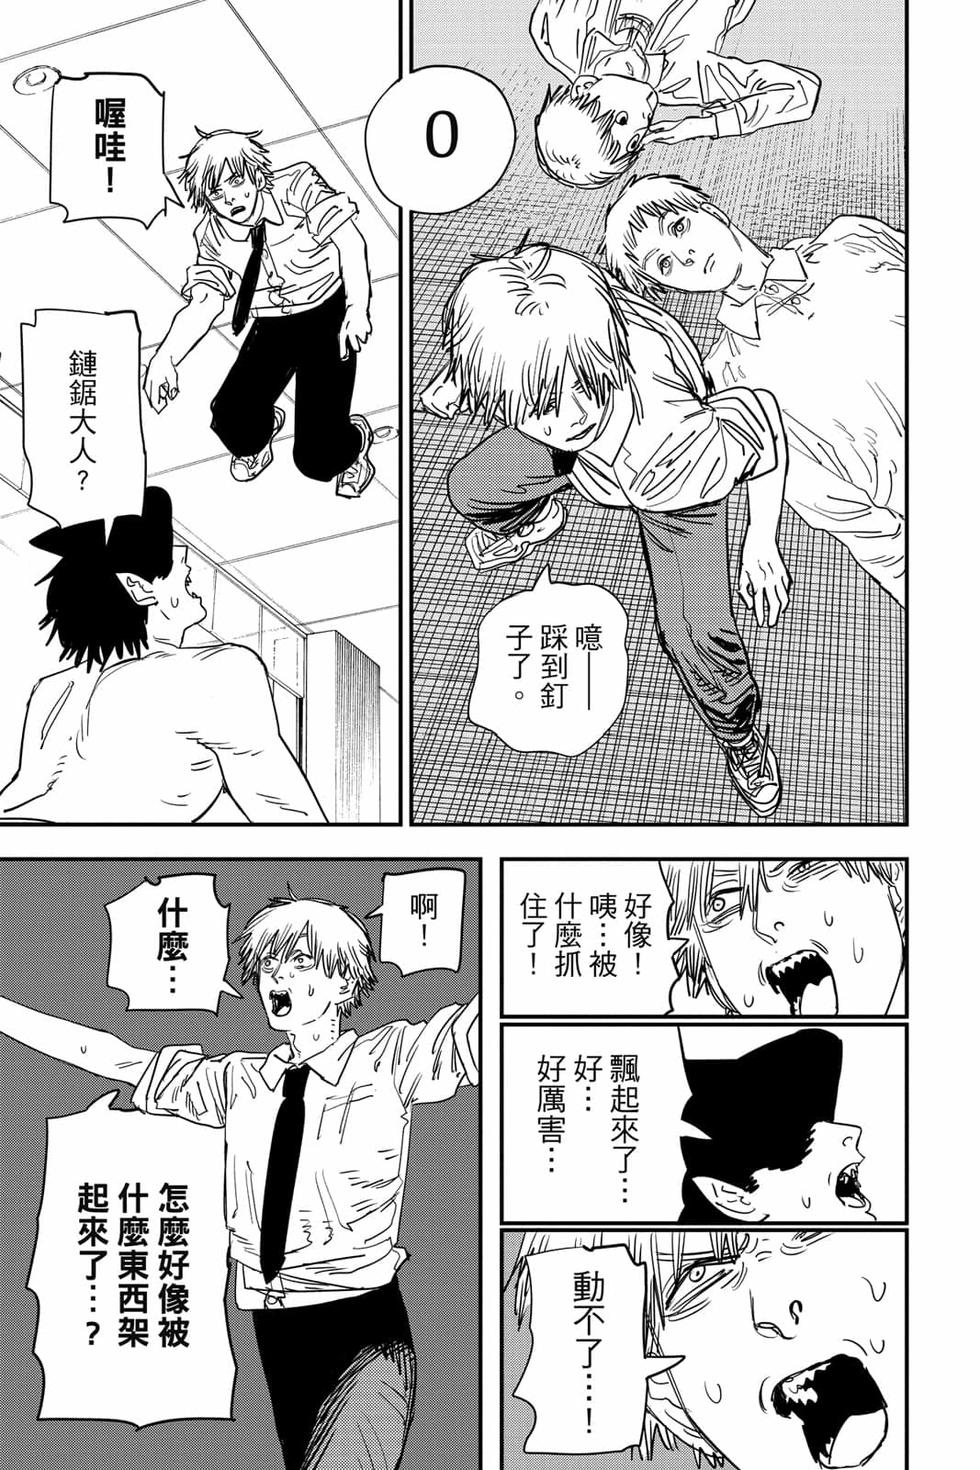 0
噫——
踩到釘
子了。
喔哇！
鏈鋸大人？
好像！
咦…被
什麼抓
住了！
飄起來了…
好…
好厲害…
動不了…！
啊！
什麼…
怎麼好像被
什麼東西架
起來了…？